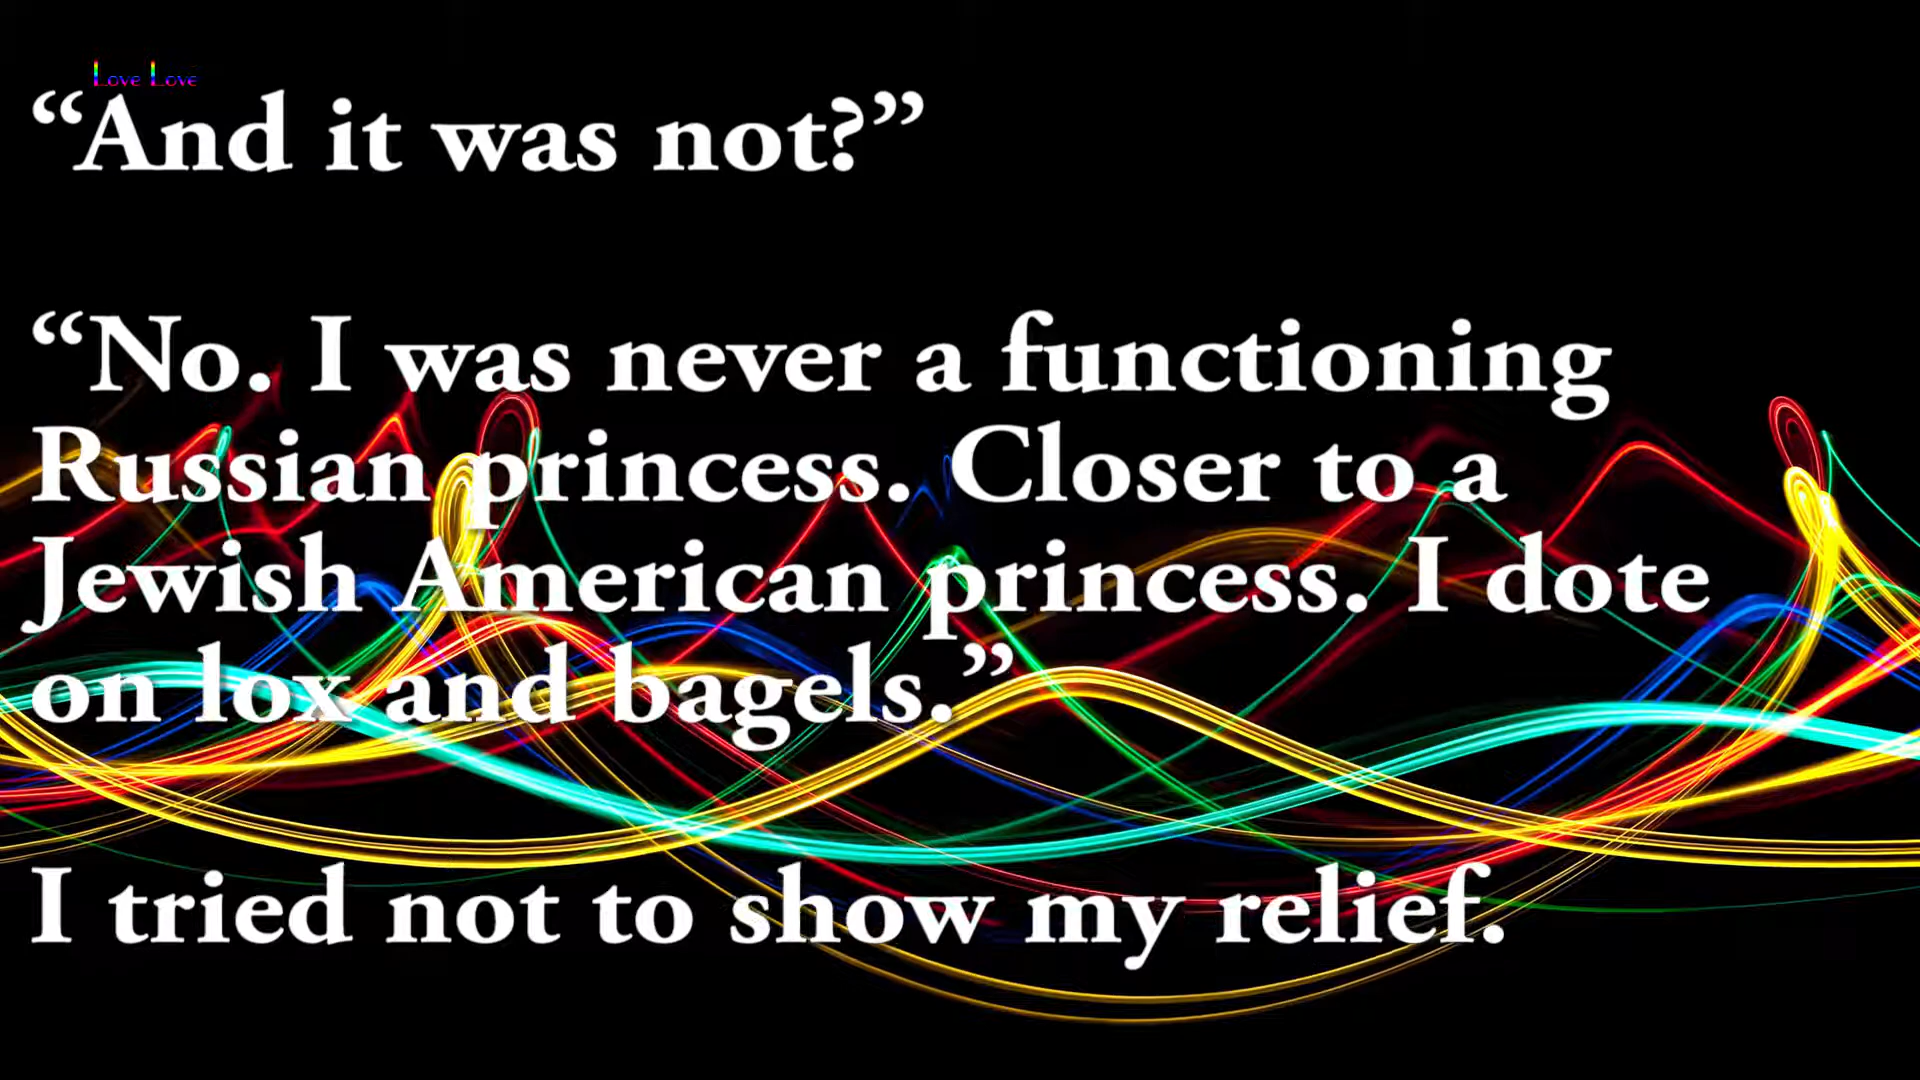 Love Love
“And it was not?”
“No. I was never a functioning
Russian princess. Closer to a
Jewish American princess. I dote
on lox and bagels.”
I tried not to show my relief.